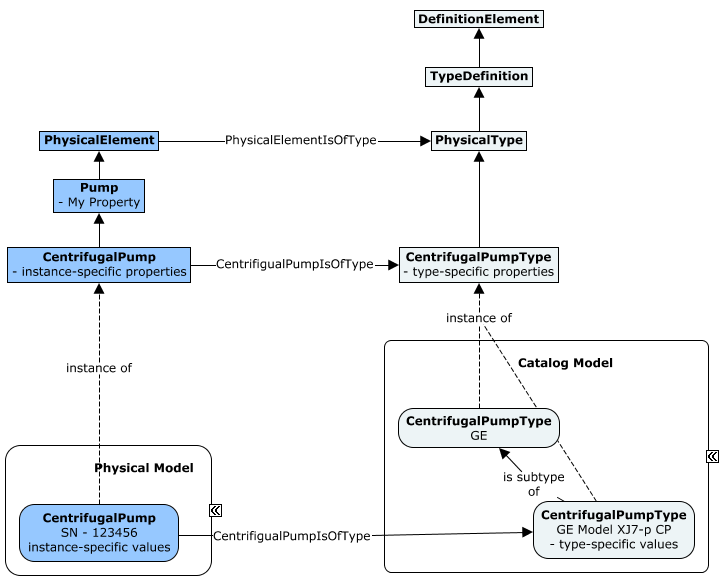 DefinitionElement
TypeDefinition
PhysicalElement
PhysicalElementIsOfType
PhysicalType
Pump
- My Property
CentrifugalPump
- instance-specific properties
CentrifigualPumpIsOfType
CentrifugalPumpType
- type-specific properties
instance of
instance of
Catalog Model
CentrifugalPumpType
GE
Physical Model
is subtype
of
CentrifugalPump
SN - 123456
instance-specific values
CentrifigualPumpIsOfType
CentrifugalPumpType
GE Model XJ7-p CP
- type-specific values